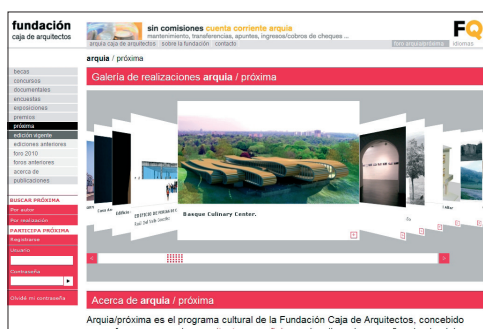 fundación
caja de arquitectos
sin comisiones cuenta corriente arquia
mantenimiento, transferencias, apuntes, ingresos/cobros de cheques ...
FQ
arquia caja de arquitectos sobre la fundación contacto
foro arquia/próxima idiomas
arquia / próxima
becas
concursos
documentales
encuestas
exposiciones
premios
próxima
edición vigente
ediciones anteriores
foro 2010
foros anteriores
acerca de
publicaciones
BUSCAR PRÓXIMA
Por autor
Por realización
PARTICIPA PRÓXIMA
Registrarse
Usuario
Contraseña
Olvidé mi contraseña
Galería de realizaciones arquia / próxima
Basque Culinary Center.
Acerca de arquia / próxima
Arquia/próxima es el programa cultural de la Fundación Caja de Arquitectos, concebido